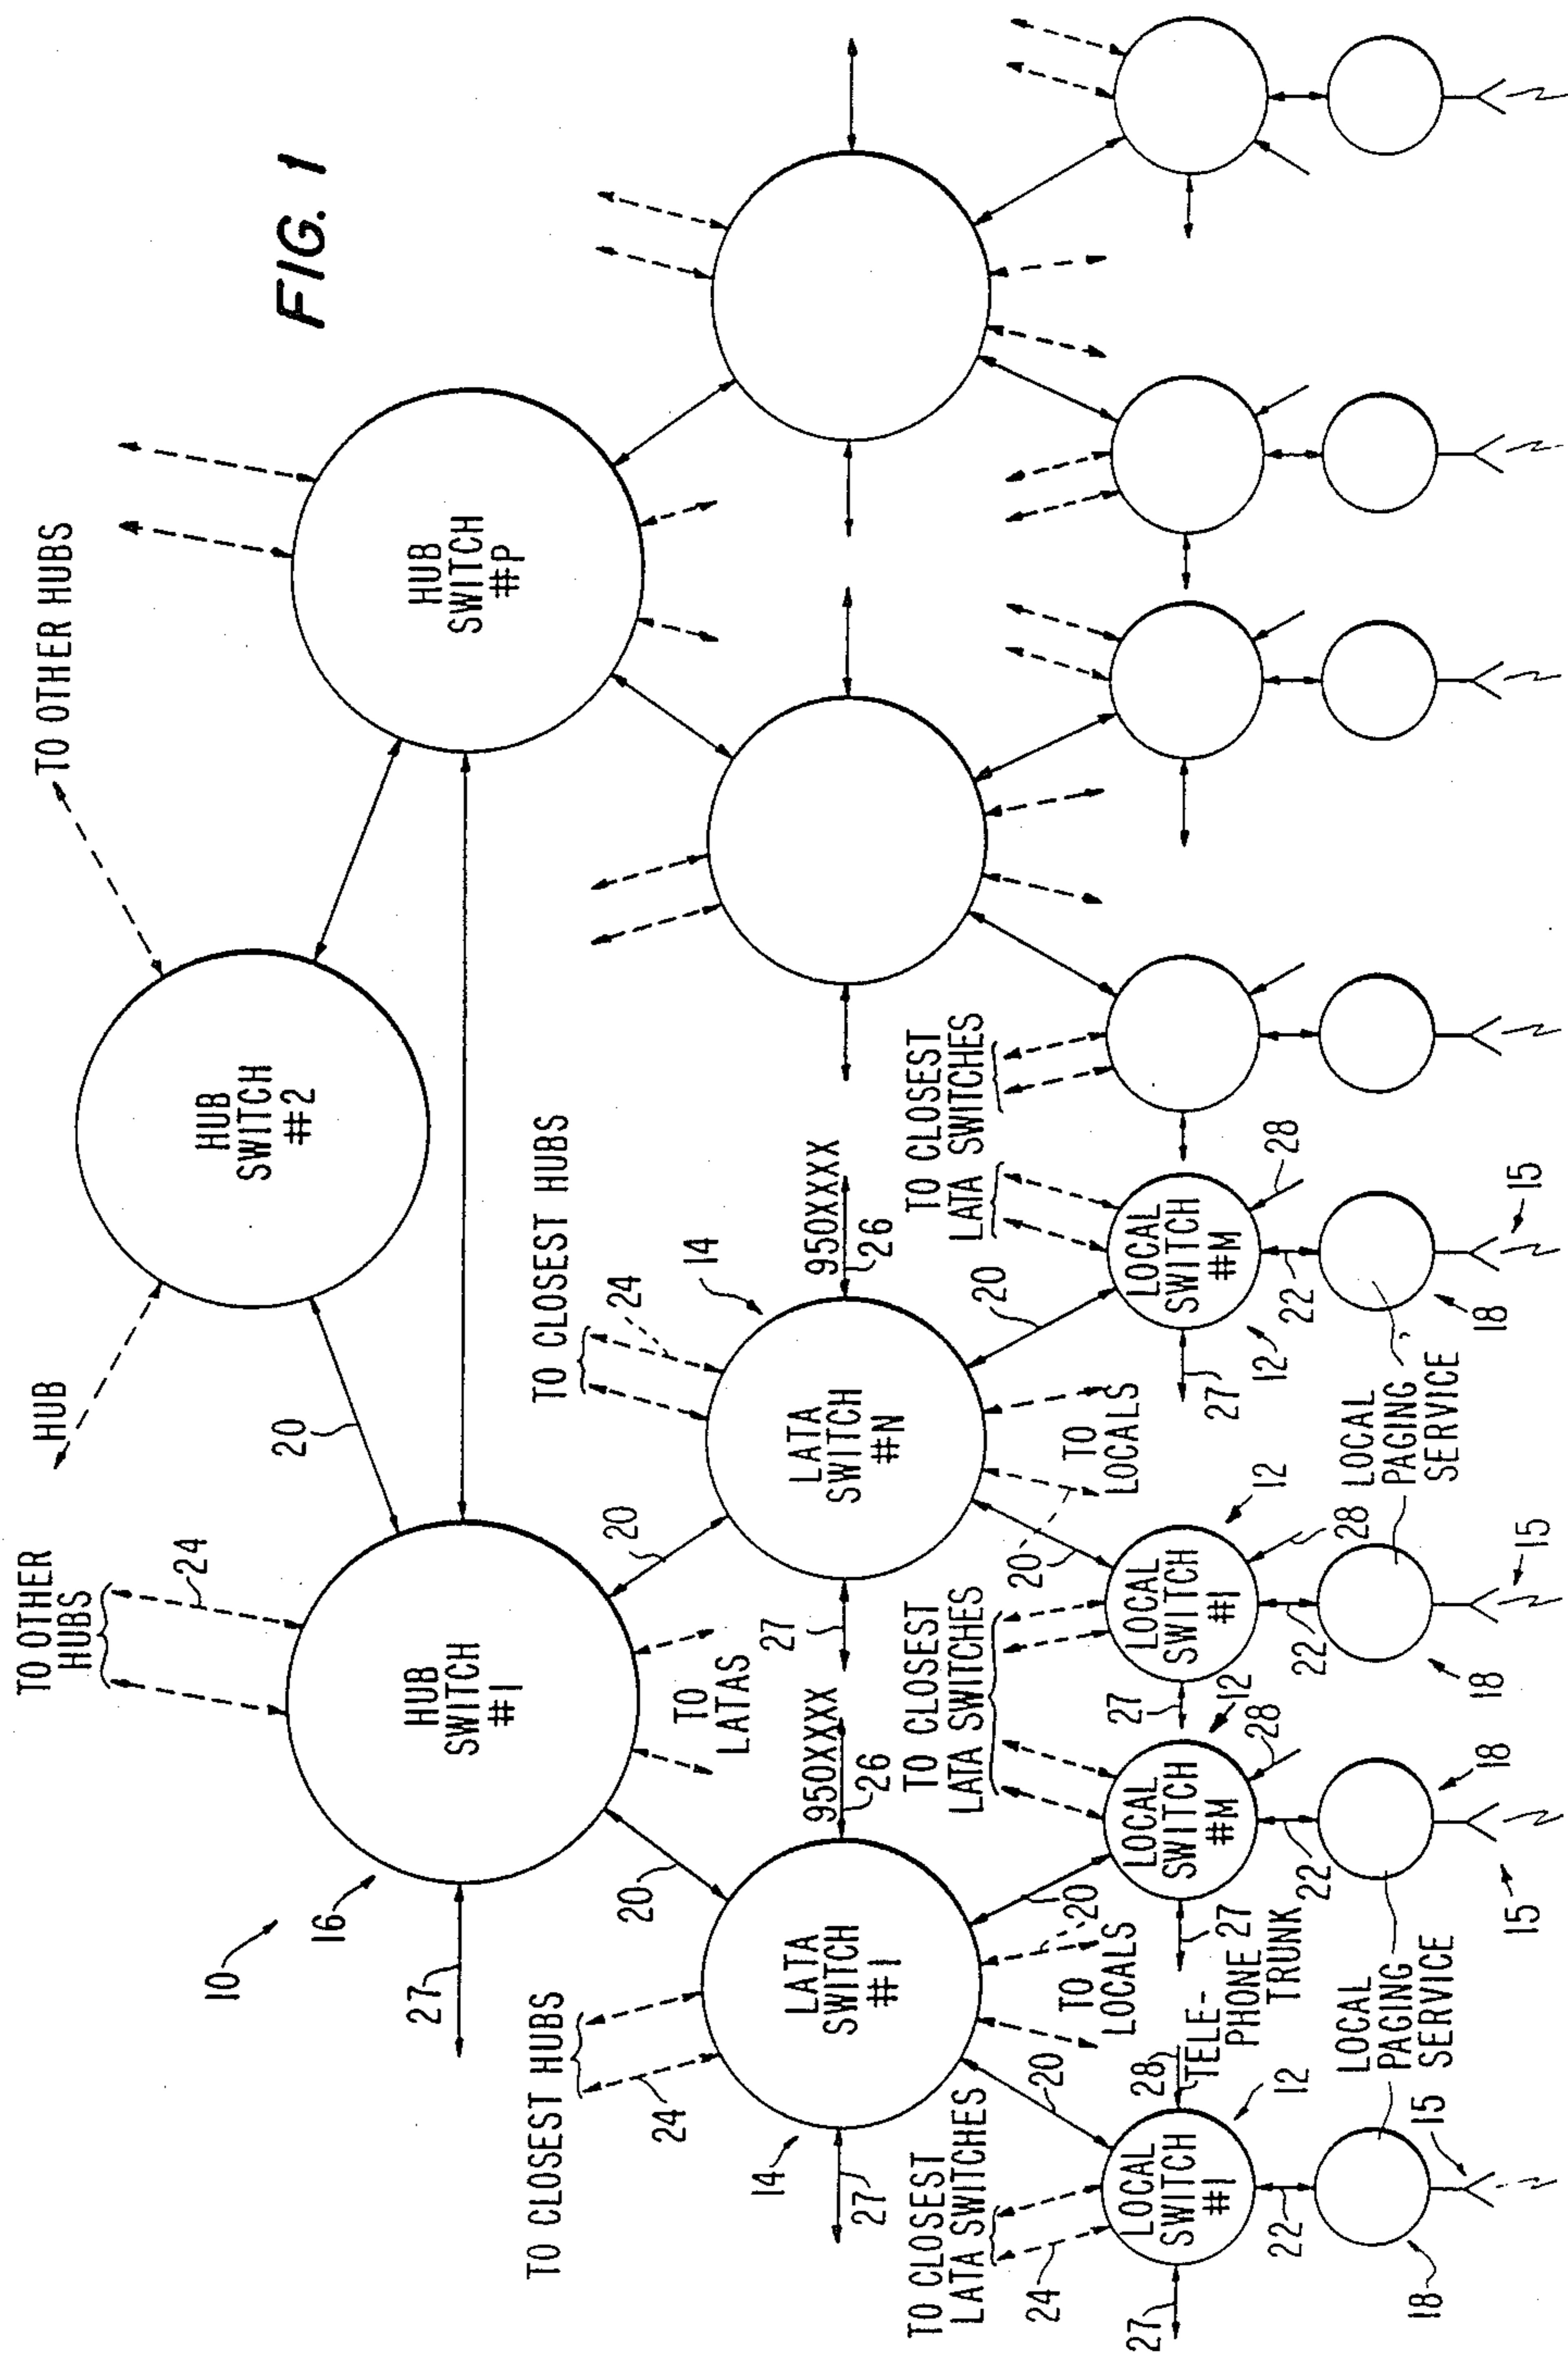 FIG. 1
TO OTHER HUBS
HUB
HUB
SWITCH
#2
20
TO OTHER
HUBS
24
HUB
SWITCH
#1
HUB
SWITCH
#P
10
16
27
20
20
TO
LATAS
TO CLOSEST HUBS
24
TO CLOSEST HUBS
24
14
LATA
SWITCH
#1
27
950XXXX
26
14
LATA
SWITCH
#N
27
950XXXX
26
TO CLOSEST
LATA SWITCHES
24
20
TO
LOCALS
20
TO CLOSEST
LATA SWITCHES
20
TO
LOCALS
20
TO CLOSEST
LATA SWITCHES
27
LOCAL
SWITCH
#1
28
TELE-
PHONE
TRUNK
12
27
LOCAL
SWITCH
#M
28
12
27
LOCAL
SWITCH
#1
28
12
27
LOCAL
SWITCH
#M
28
12
22
22
22
22
18
LOCAL
PAGING
SERVICE
18
18
LOCAL
PAGING
SERVICE
18
15
15
15
15